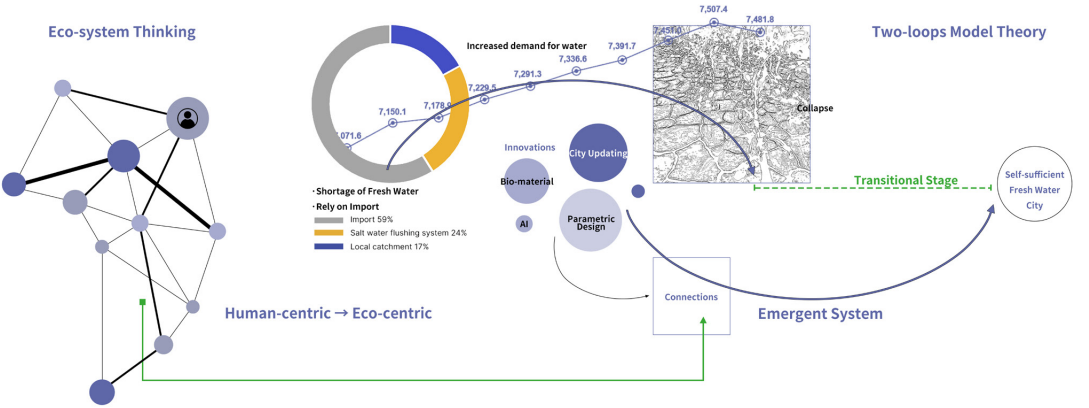 Eco-system Thinking
7,507.4
7,481.8
Two-loops Model Theory
7,451.0
Increased demand for water
7,391.7
7,336.6
7,291.3
7,229.5
7,178.9
7,150.1
071.6
Collapse
Innovations
City Updating
Bio-material
AI
Parametric
Design
· Shortage of Fresh Water
· Rely on Import
Import 59%
Salt water flushing system 24%
Local catchment 17%
Transitional Stage
Self-sufficient
Fresh Water
City
Connections
Human-centric → Eco-centric
Emergent System